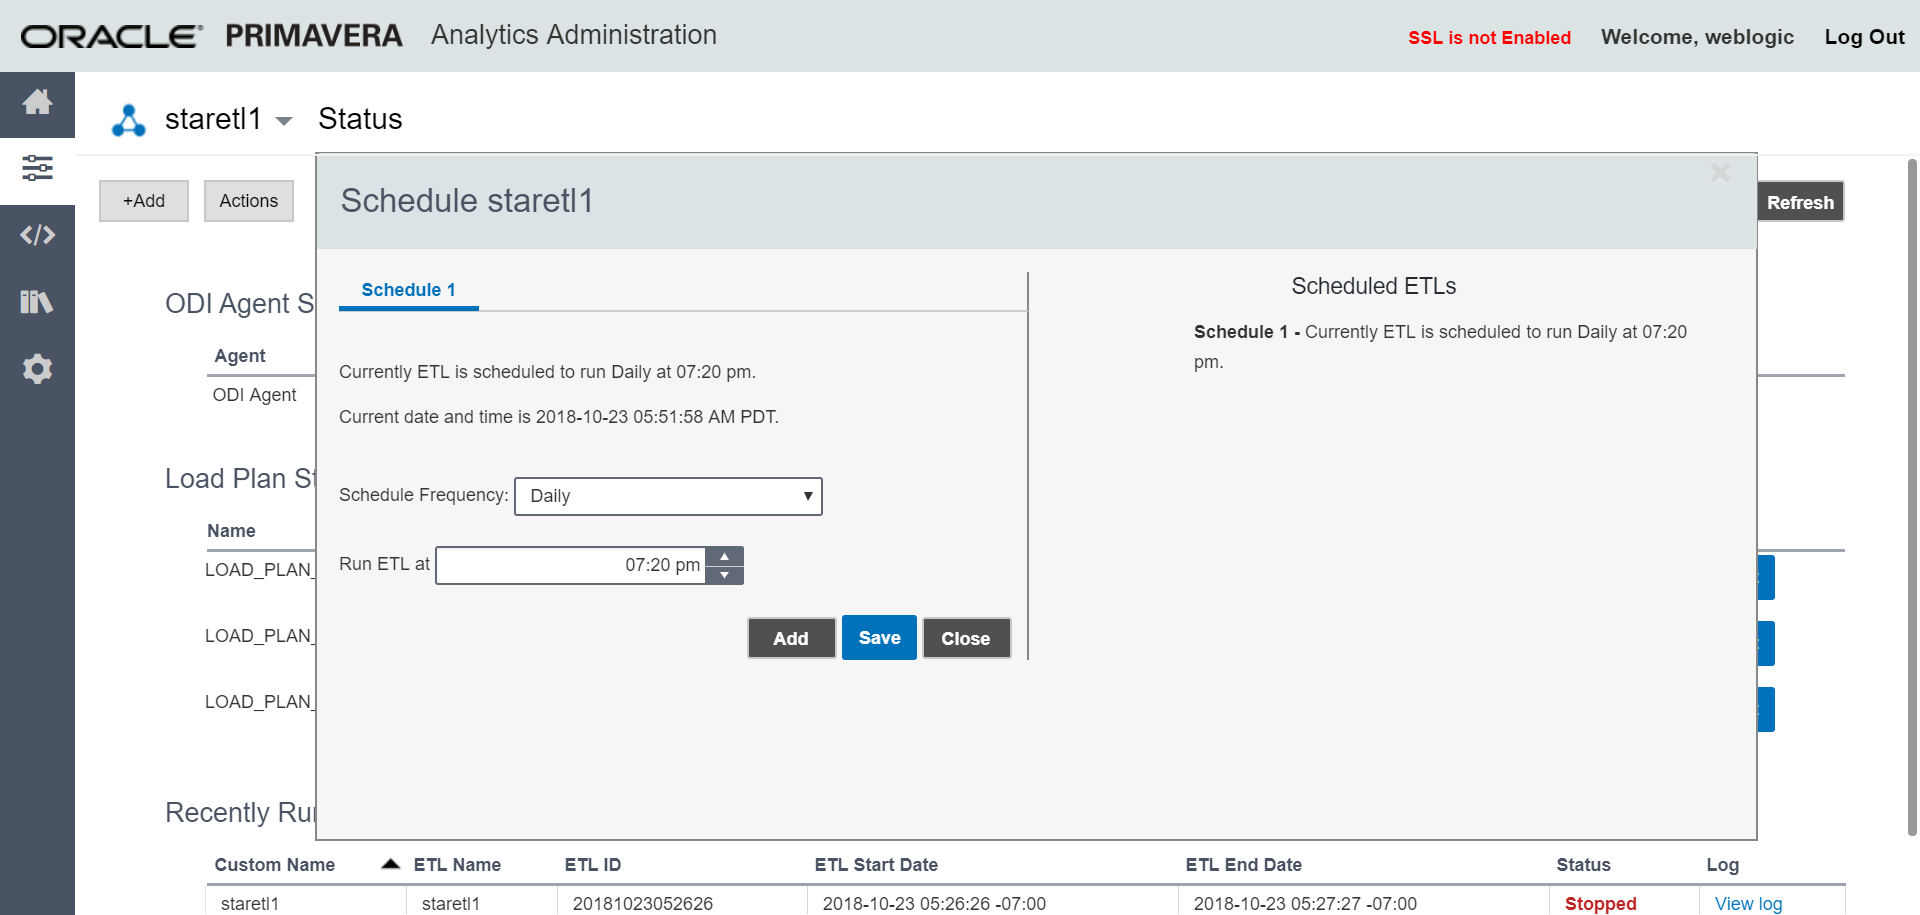 ORACLE PRIMAVERA Analytics Administration
SSL is not Enabled Welcome, weblogic Log Out
staretl1 Status
+Add Actions Refresh
Schedule staretl1
Schedule 1
Currently ETL is scheduled to run Daily at 07:20 pm.
Current date and time is 2018-10-23 05:51:58 AM PDT.
Schedule Frequency: Daily
Run ETL at 07:20 pm
Add Save Close
Scheduled ETLs
Schedule 1 - Currently ETL is scheduled to run Daily at 07:20
pm.
ODI Agent S
Agent
ODI Agent
Load Plan
Name
LOAD_PLAN_
LOAD_PLAN_
LOAD_PLAN_
Recently
Custom Name ETL Name ETL ID ETL Start Date ETL End Date Status Log
staretl1 staretl1 20181023052626 2018-10-23 05:26:26 -07:00 2018-10-23 05:27:27 -07:00 Stopped View log